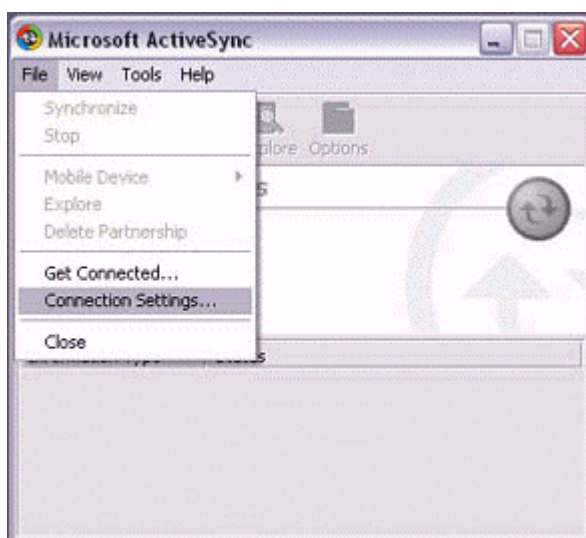 Microsoft ActiveSync
File View Tools Help
Synchronize
Stop
Options
Mobile Device
Explore
Delete Partnership
Get Connected...
Connection Settings...
Close